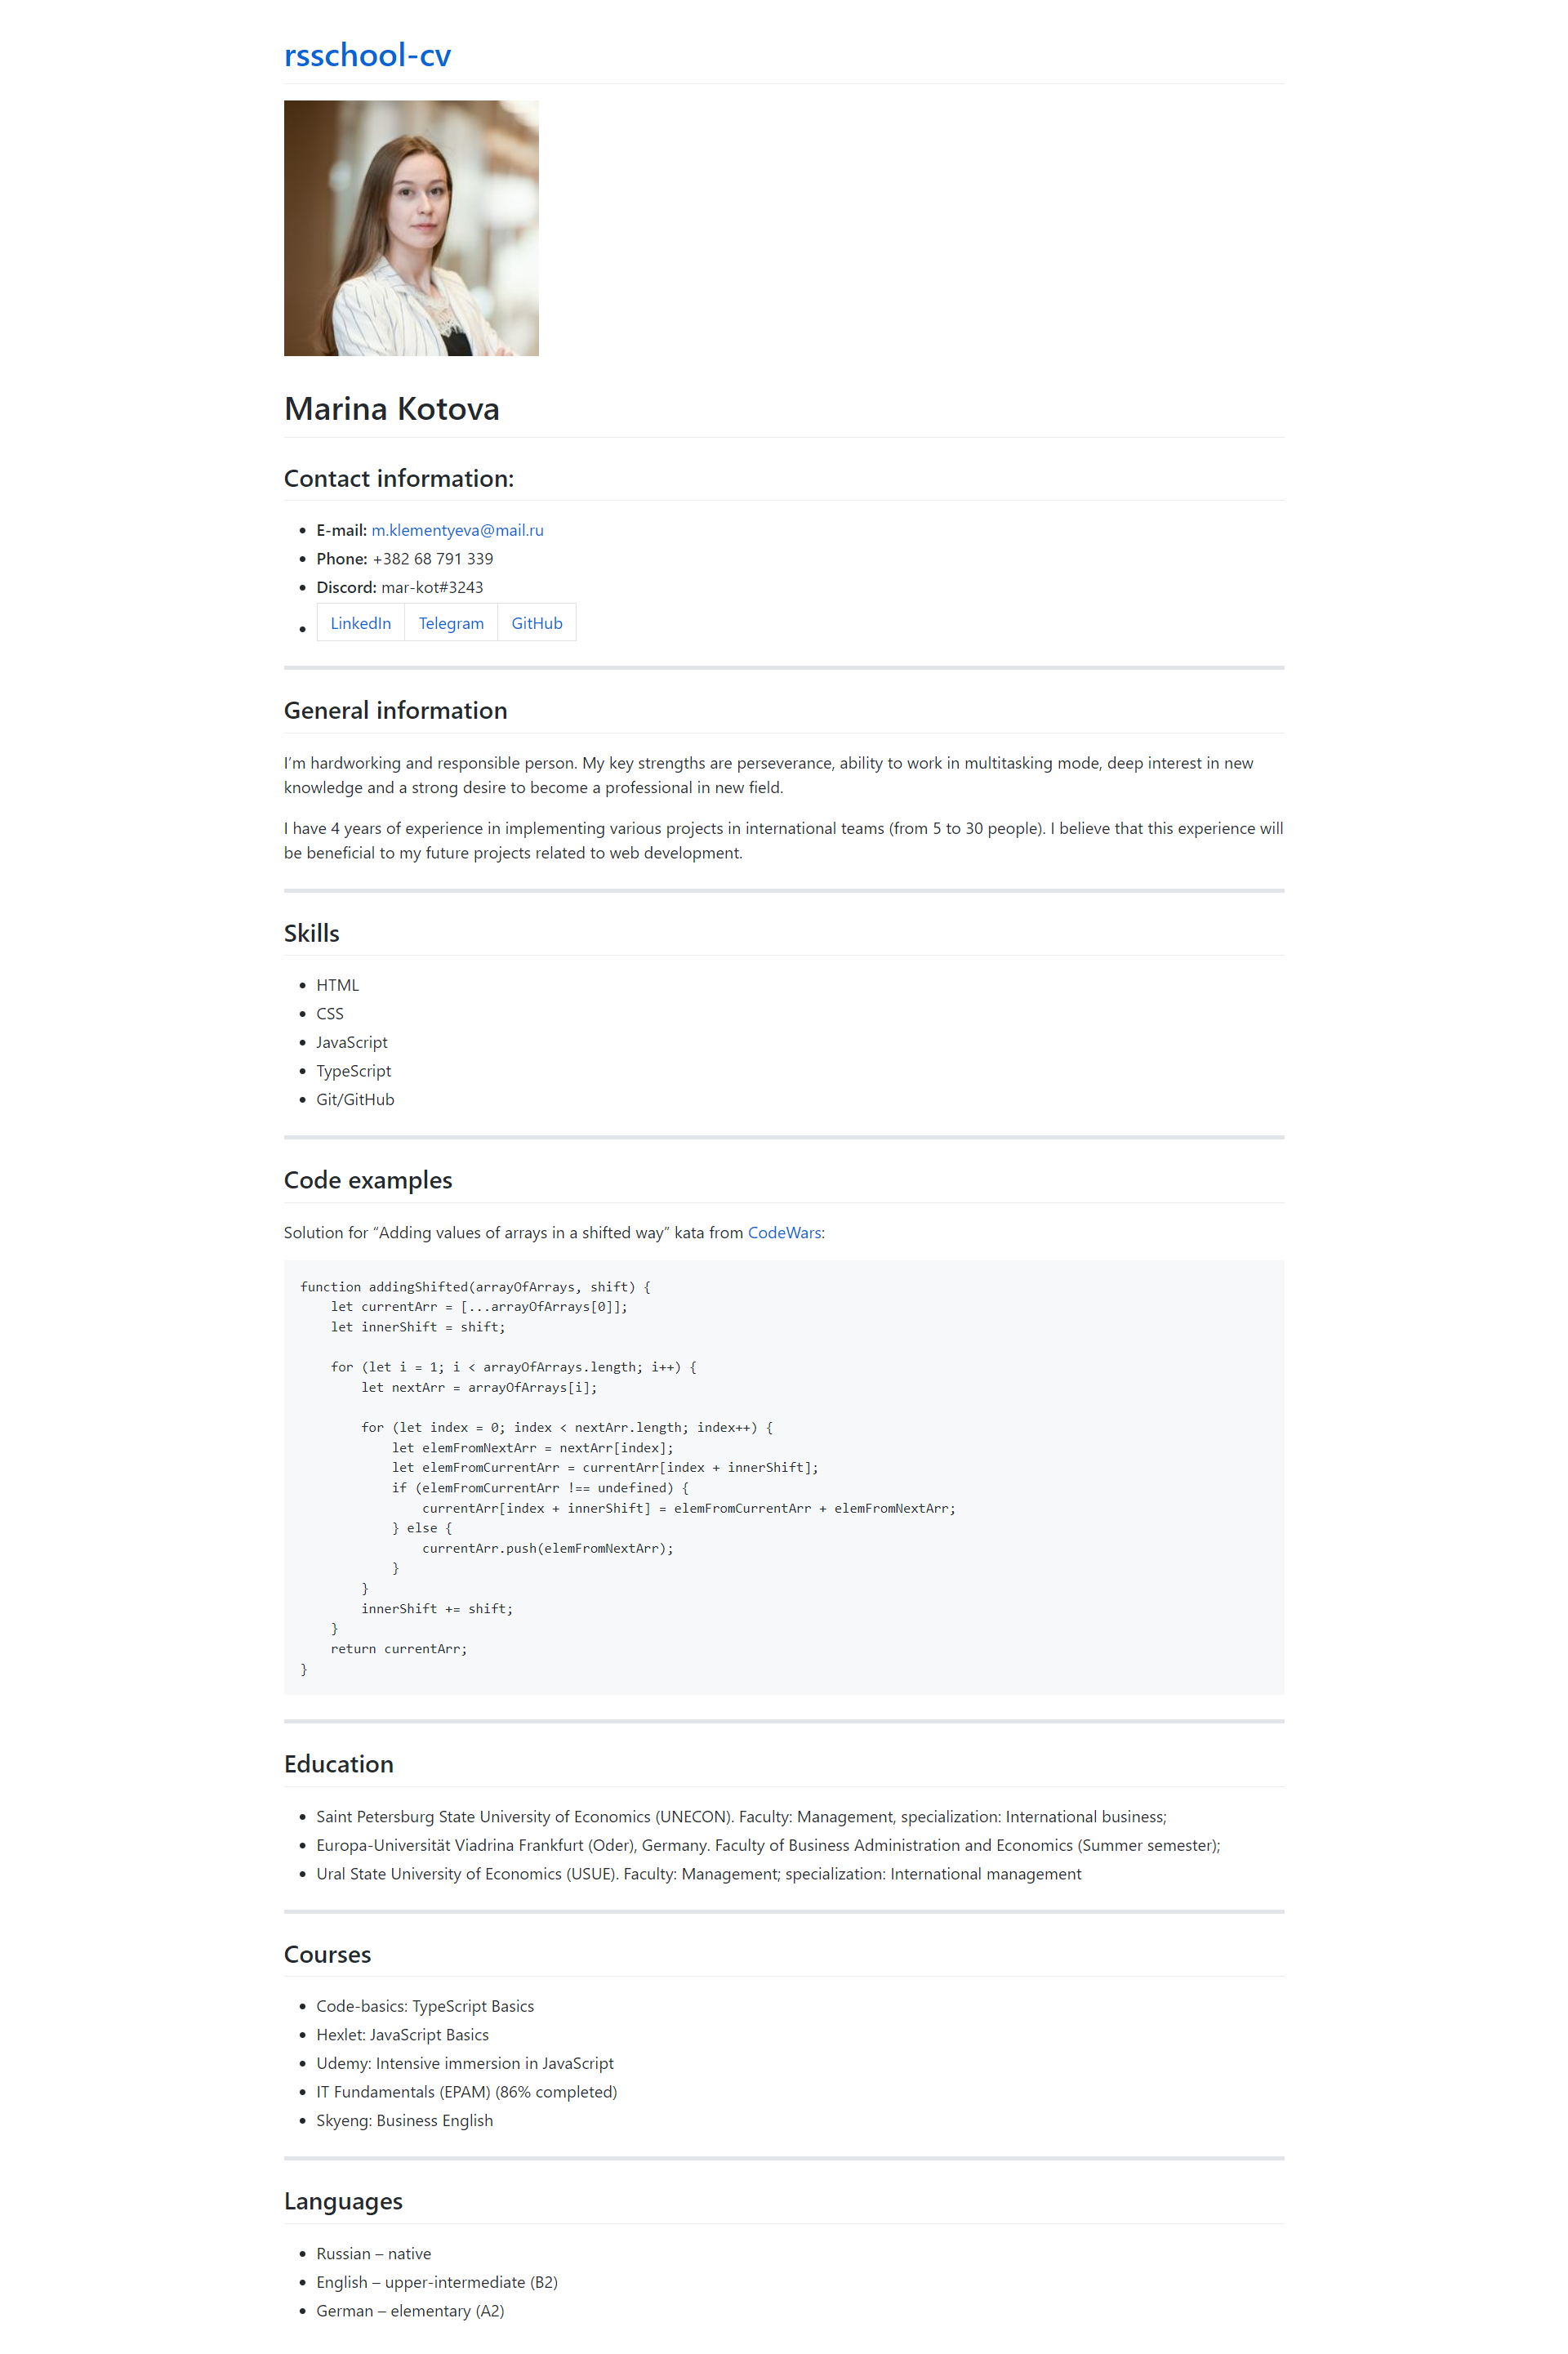 rsschool-cv
Marina Kotova
Contact information:
E-mail: m.klementyeva@mail.ru
Phone: +382 68 791 339
Discord: mar-kot#3243
LinkedIn Telegram GitHub
General information
I’m hardworking and responsible person. My key strengths are perseverance, ability to work in multitasking mode, deep interest in new
knowledge and a strong desire to become a professional in new field.
I have 4 years of experience in implementing various projects in international teams (from 5 to 30 people). I believe that this experience will
be beneficial to my future projects related to web development.
Skills
HTML
CSS
JavaScript
TypeScript
Git/GitHub
Code examples
Solution for “Adding values of arrays in a shifted way” kata from CodeWars:
function addingShifted(arrayOfArrays, shift) {
    let currentArr = [...arrayOfArrays[0]];
    let innerShift = shift;
    for (let i = 1; i < arrayOfArrays.length; i++) {
        let nextArr = arrayOfArrays[i];
        for (let index = 0; index < nextArr.length; index++) {
            let elemFromNextArr = nextArr[index];
            let elemFromCurrentArr = currentArr[index + innerShift];
            if (elemFromCurrentArr !== undefined) {
                currentArr[index + innerShift] = elemFromCurrentArr + elemFromNextArr;
            } else {
                currentArr.push(elemFromNextArr);
            }
        }
        innerShift += shift;
    }
    return currentArr;
}
Education
Saint Petersburg State University of Economics (UNECON). Faculty: Management, specialization: International business;
Europa-Universität Viadrina Frankfurt (Oder), Germany. Faculty of Business Administration and Economics (Summer semester);
Ural State University of Economics (USUE). Faculty: Management; specialization: International management
Courses
Code-basics: TypeScript Basics
Hexlet: JavaScript Basics
Udemy: Intensive immersion in JavaScript
IT Fundamentals (EPAM) (86% completed)
Skyeng: Business English
Languages
Russian – native
English – upper-intermediate (B2)
German – elementary (A2)